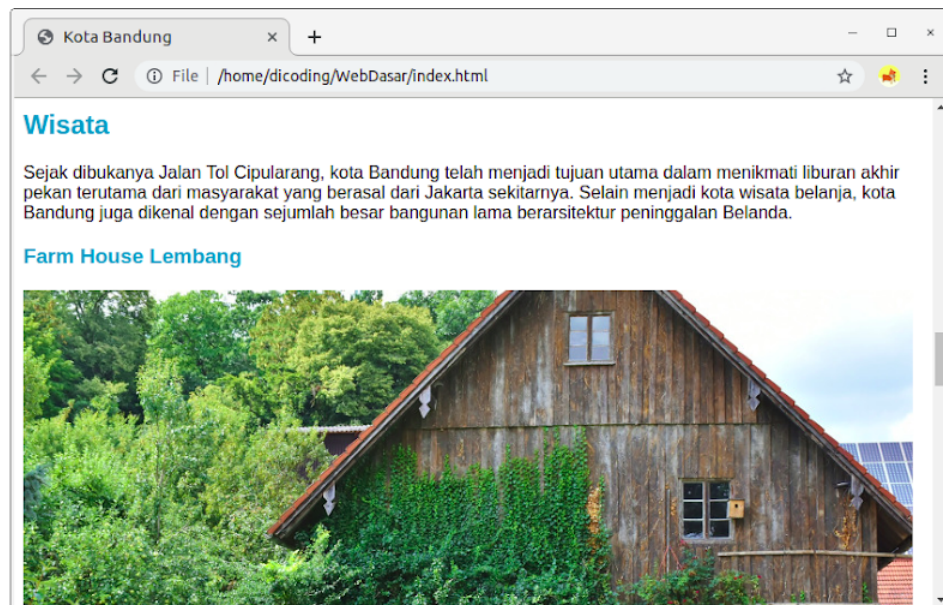 Kota Bandung
File /home/dicoding/WebDasar/index.html
Wisata
Sejak dibukanya Jalan Tol Cipularang, kota Bandung telah menjadi tujuan utama dalam menikmati liburan akhir
pekan terutama dari masyarakat yang berasal dari Jakarta sekitarnya. Selain menjadi kota wisata belanja, kota
Bandung juga dikenal dengan sejumlah besar bangunan lama berarsitektur peninggalan Belanda.
Farm House Lembang